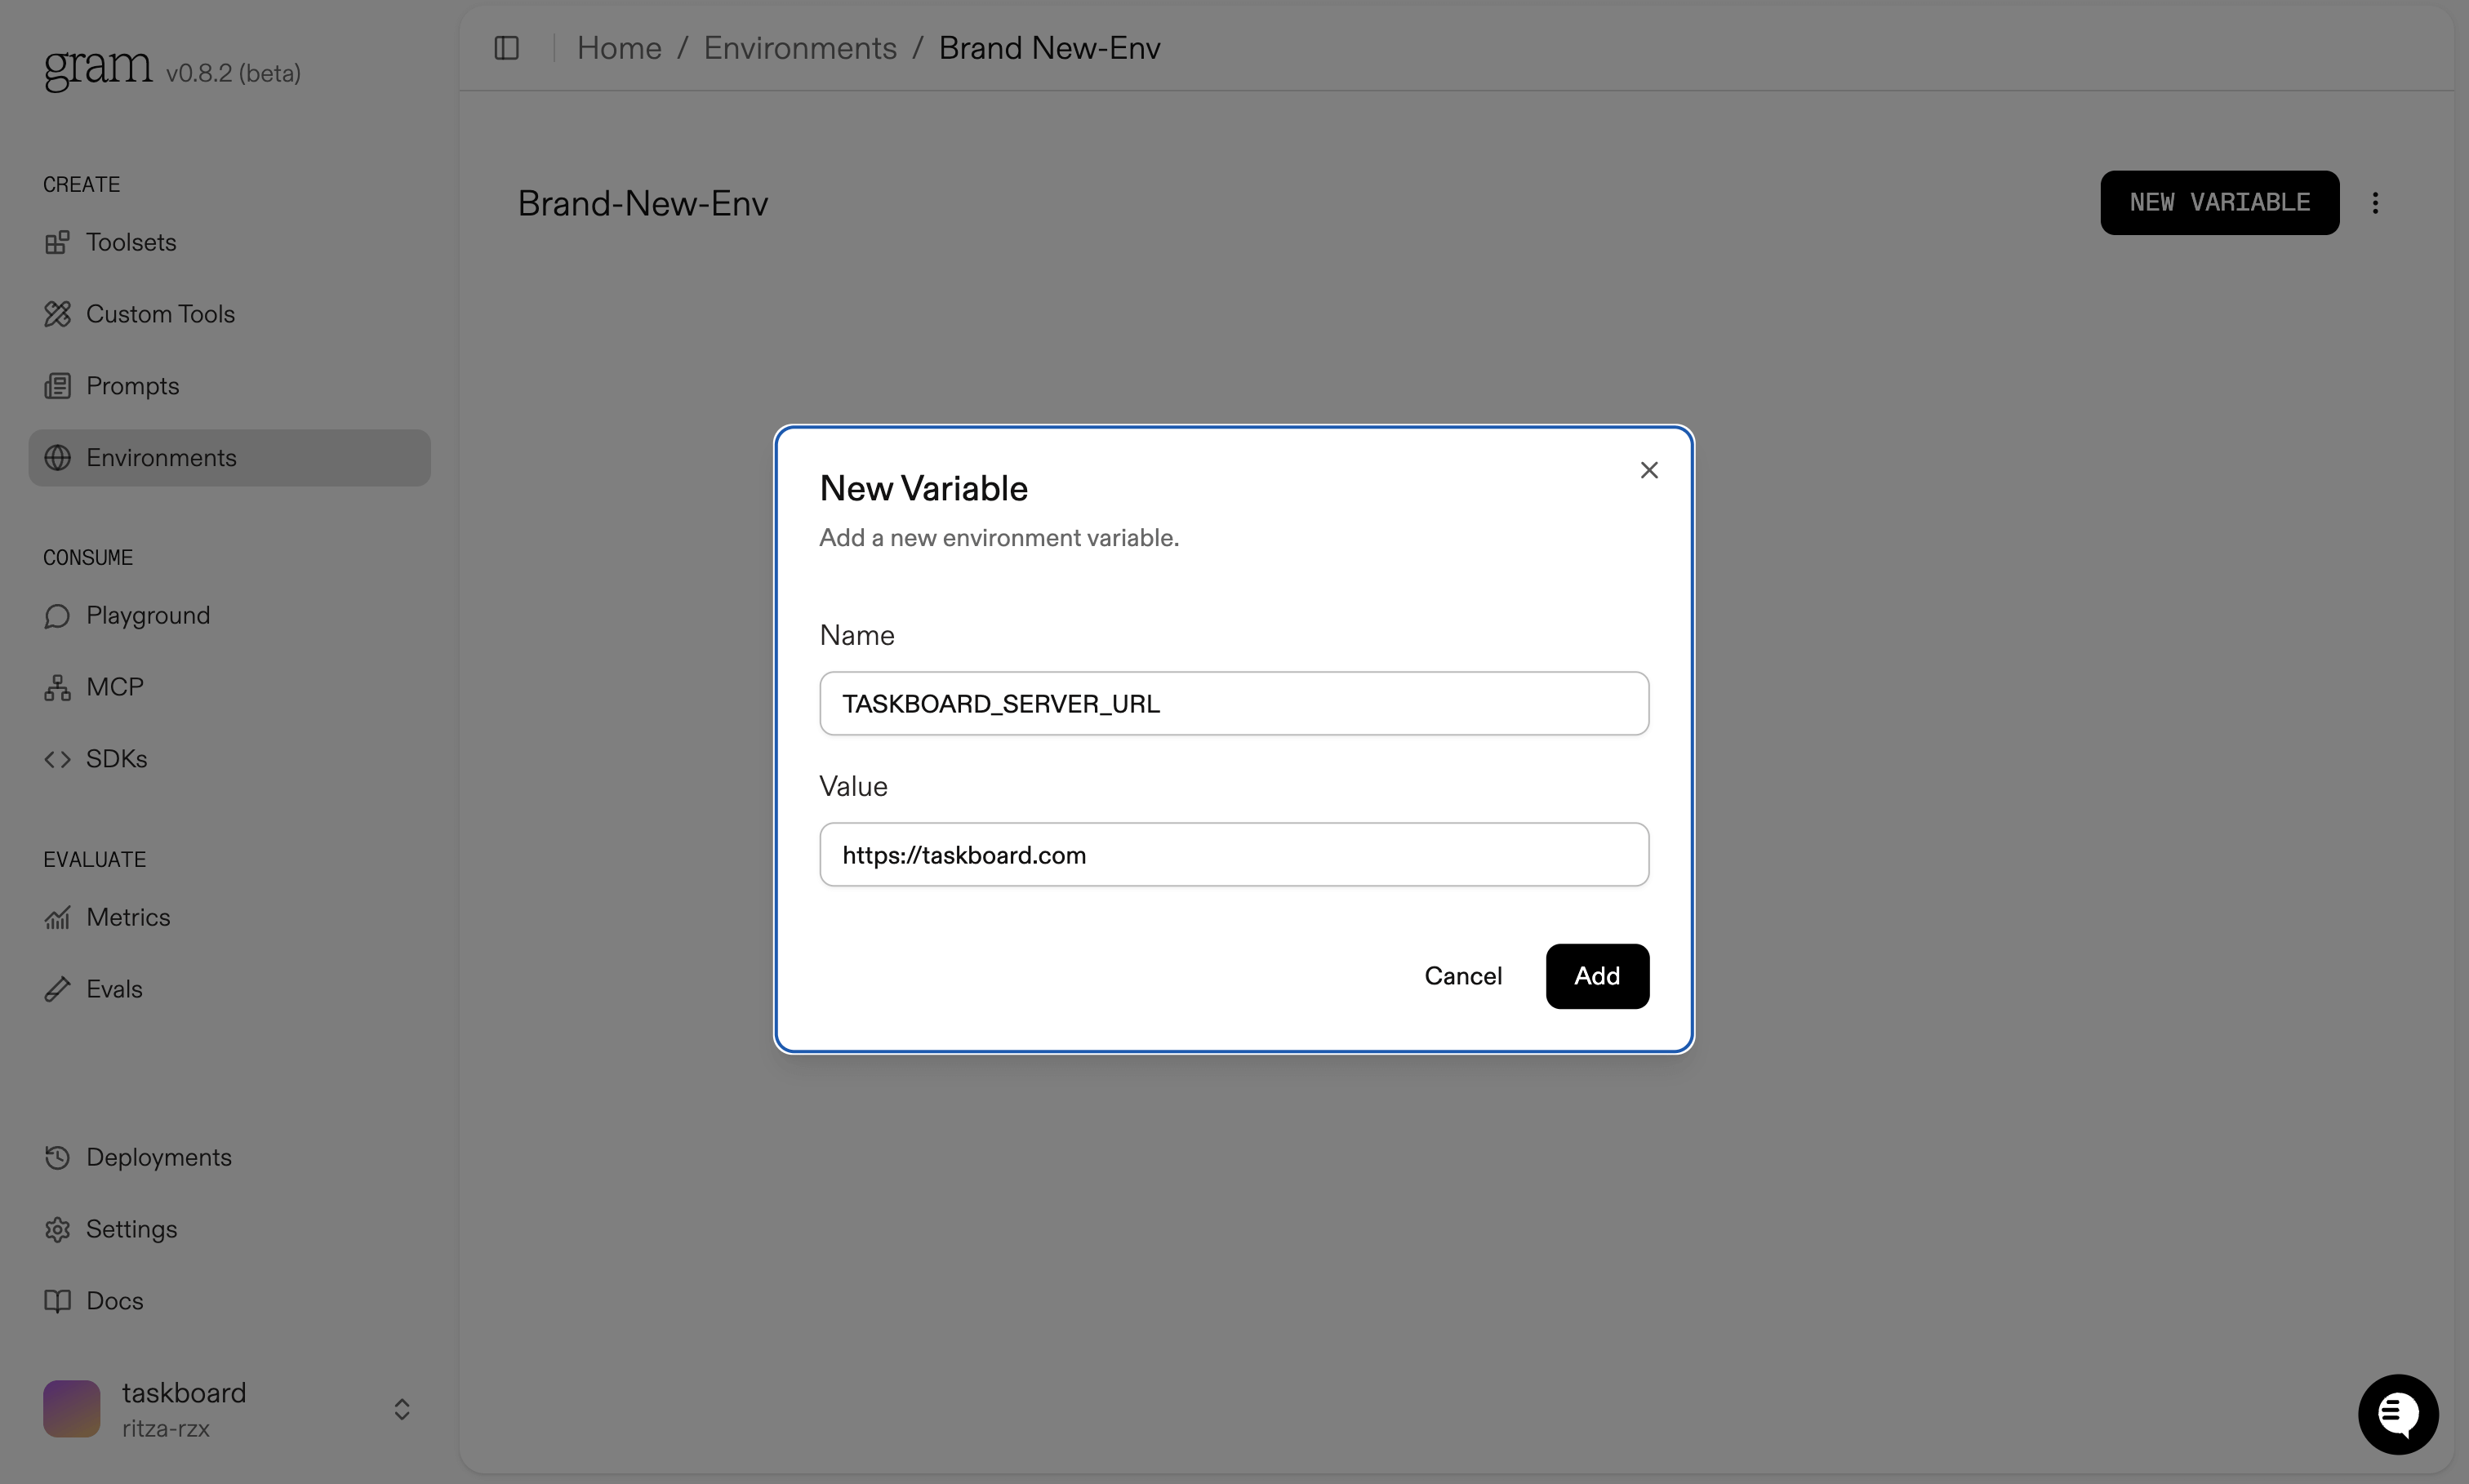 gram v0.8.2 (beta)
CREATE
Toolsets
Custom Tools
Prompts
Environments
CONSUME
Playground
MCP
SDKs
EVALUATE
Metrics
Evals
Deployments
Settings
Docs
taskboard
ritza-rzx
Home / Environments / Brand New-Env
Brand-New-Env
NEW VARIABLE
New Variable
Add a new environment variable.
Name
TASKBOARD_SERVER_URL
Value
https://taskboard.com
Cancel Add